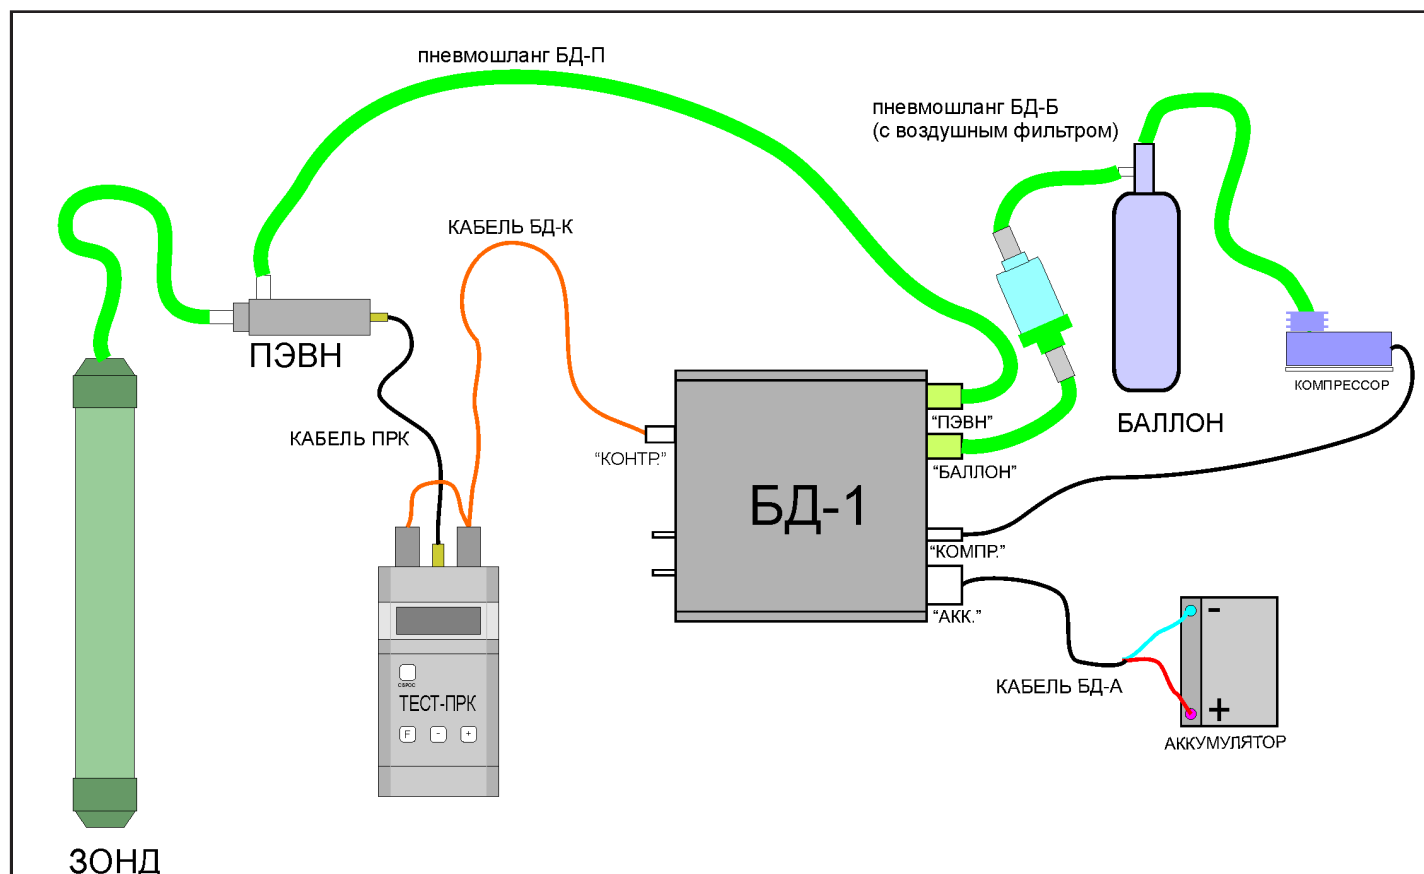 пневмошланг БД-П
пневмошланг БД-Б
(с воздушным фильтром)
КАБЕЛЬ БД-К
ПЭВН
КОМПРЕССОР
БАЛЛОН
"ПЭВН"
КАБЕЛЬ ПРК
"КОНТР."
"БАЛЛОН"
БД-1
"КОМПР."
"АКК."
-
+
КАБЕЛЬ БД-А
АККУМУЛЯТОР
СБРОС
ТЕСТ-ПРК
F - +
ЗОНД